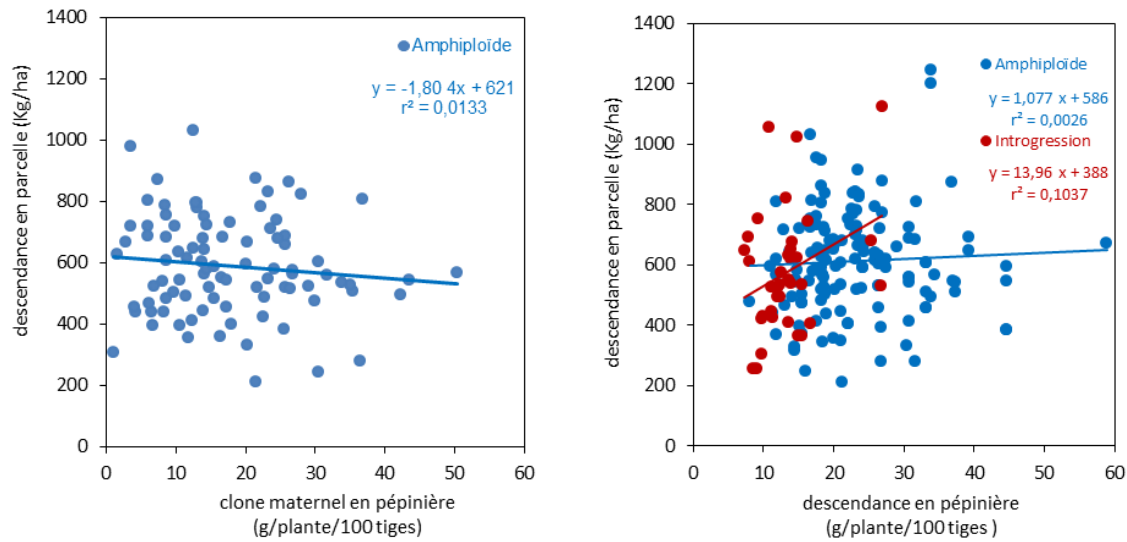 1400
1200
1000
800
600
400
200
0
descendance en parcelle (Kg/ha)
Amphiploïde
y = -1,80 4x + 621
r² = 0,0133
0 10 20 30 40 50 60
clone maternel en pépinière
(g/plante/100 tiges)
1400
1200
1000
800
600
400
200
0
descendance en parcelle (Kg/ha)
Amphiploïde
y = 1,077 x + 586
r² = 0,0026
Introgression
y = 13,96 x + 388
r² = 0,1037
0 10 20 30 40 50 60
descendance en pépinière
(g/plante/100 tiges )